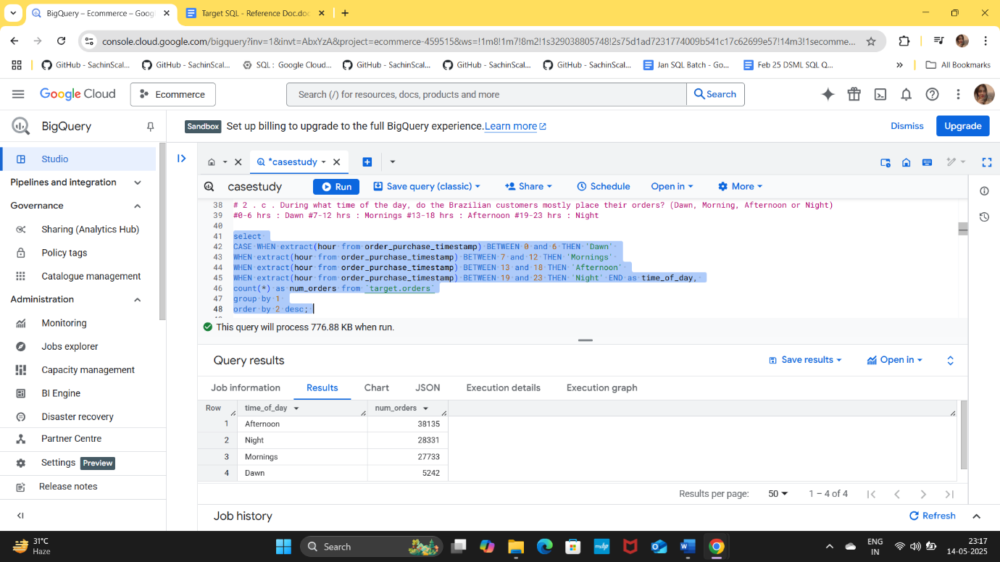 BigQuery – Ecommerce – Goog
Target SQL - Reference Doc.doc
console.cloud.google.com/bigquery?inv=1&invt=AbxYzA&project=ecommerce-459515&ws=!1m8!1m7!8m2!1s329038805748!2s75d1ad7231774009b541c17c62699e57!14m3!1secomme...
GitHub - SachinScal...
GitHub - SachinScal...
SQL : Google Cloud...
GitHub - SachinScal...
GitHub - SachinScal...
GitHub - SachinScal...
Jan SQL Batch - Go...
Feb 25 DSML SQL Q...
All Bookmarks
Google Cloud
Ecommerce
Search (/) for resources, docs, products and more
Search
BigQuery
Sandbox Set up billing to upgrade to the full BigQuery experience. Learn more
Dismiss
Upgrade
Studio
Pipelines and integration
Governance
Sharing (Analytics Hub)
Policy tags
Catalogue management
Administration
Monitoring
Jobs explorer
Capacity management
BI Engine
Disaster recovery
Partner Centre
Settings Preview
Release notes
*casestudy
casestudy
Run
Save query (classic)
Share
Schedule
Open in
More
38 # 2 . c . During what time of the day, do the Brazilian customers mostly place their orders? (Dawn, Morning, Afternoon or Night)
39 #0-6 hrs : Dawn #7-12 hrs : Mornings #13-18 hrs : Afternoon #19-23 hrs : Night
40
41 select
42 CASE WHEN extract(hour from order_purchase_timestamp) BETWEEN 0 and 6 THEN 'Dawn'
43 WHEN extract(hour from order_purchase_timestamp) BETWEEN 7 and 12 THEN 'Mornings'
44 WHEN extract(hour from order_purchase_timestamp) BETWEEN 13 and 18 THEN 'Afternoon'
45 WHEN extract(hour from order_purchase_timestamp) BETWEEN 19 and 23 THEN 'Night' END as time_of_day,
46 count(*) as num_orders from `target.orders`
47 group by 1
48 order by 2 desc;
This query will process 776.88 KB when run.
Query results
Save results
Open in
Job information
Results
Chart
JSON
Execution details
Execution graph
Row time_of_day num_orders
1 Afternoon 38135
2 Night 28331
3 Mornings 27733
4 Dawn 5242
Results per page: 50 1 – 4 of 4
Job history
Refresh
31°C
Haze
Search
myhp
ENG
IN
23:17
14-05-2025